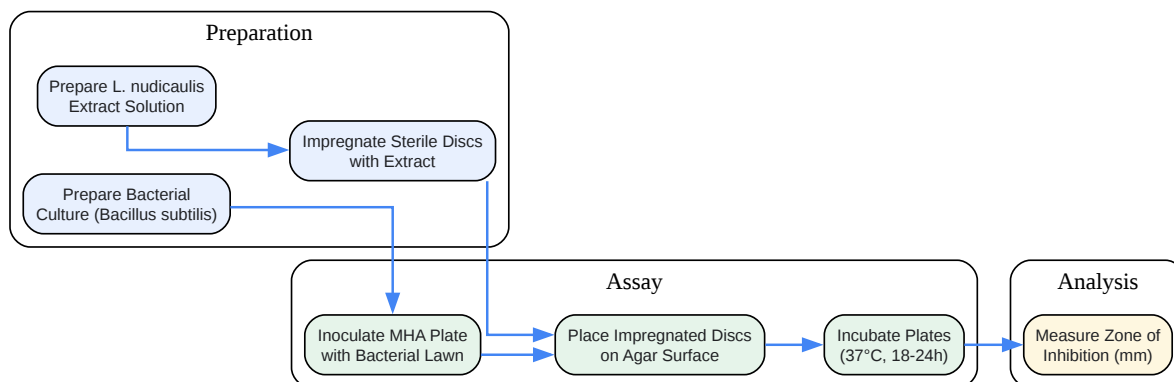 Preparation
Prepare L. nudicaulis
Extract Solution
Impregnate Sterile Discs
with Extract
Prepare Bacterial
Culture (Bacillus subtilis)
Assay
Inoculate MHA Plate
with Bacterial Lawn
Place Impregnated Discs
on Agar Surface
Incubate Plates
(37°C, 18-24h)
Analysis
Measure Zone of
Inhibition (mm)